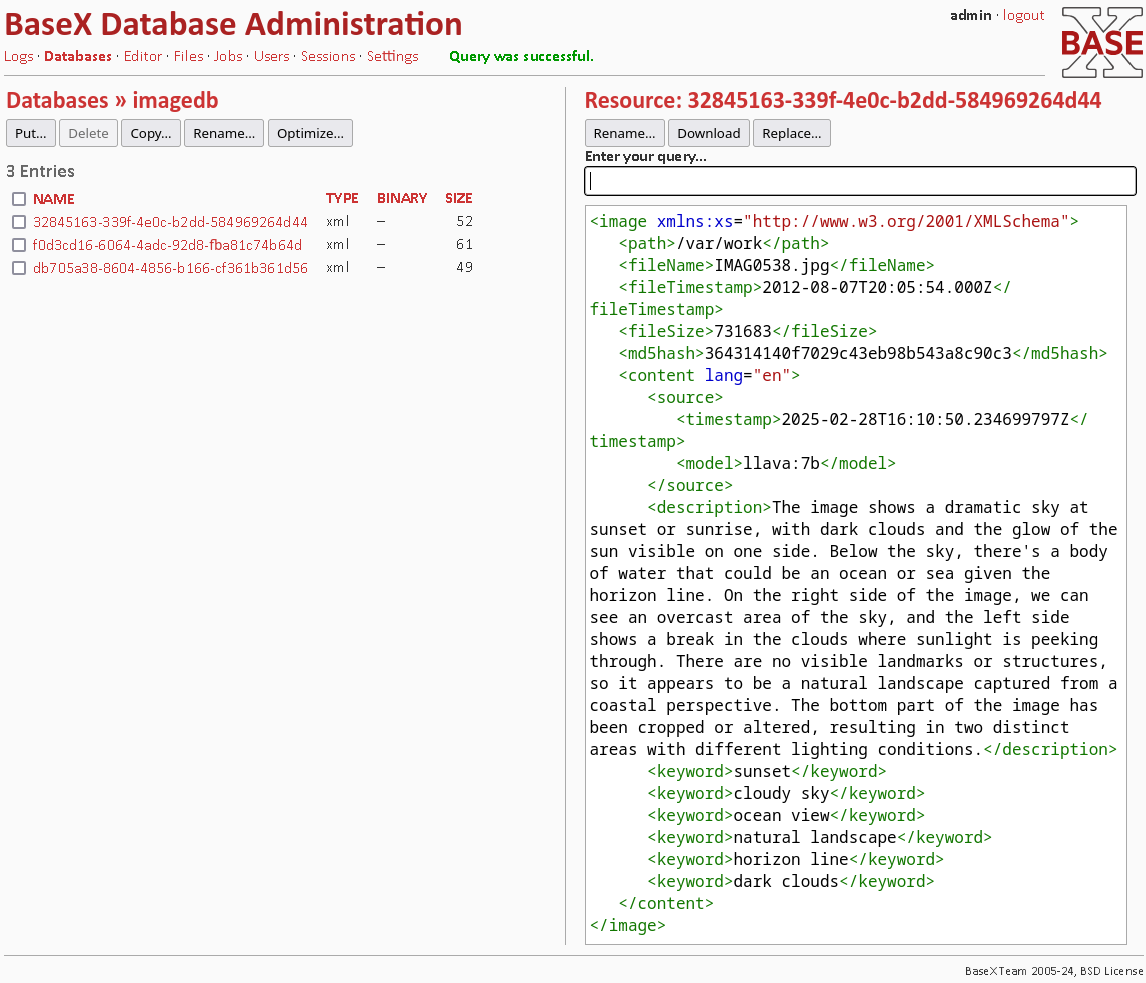 BaseX Database Administration
admin · logout
BASE X
Logs · Databases · Editor · Files · Jobs · Users · Sessions · Settings Query was successful.
Databases » imagedb
Put... Delete Copy... Rename... Optimize...
3 Entries
NAME TYPE BINARY SIZE
32845163-339f-4e0c-b2dd-584969264d44 xml – 52
f0d3cd16-6064-4adc-92d8-fba81c74b64d xml – 61
db705a38-8604-4856-b166-cf361b361d56 xml – 49
Resource: 32845163-339f-4e0c-b2dd-584969264d44
Rename... Download Replace...
Enter your query...
<image xmlns:xs="http://www.w3.org/2001/XMLSchema">
<path>/var/work</path>
<fileName>IMAG0538.jpg</fileName>
<fileTimestamp>2012-08-07T20:05:54.000Z</
fileTimestamp>
<fileSize>731683</fileSize>
<md5hash>364314140f7029c43eb98b543a8c90c3</md5hash>
<content lang="en">
<source>
<timestamp>2025-02-28T16:10:50.234699797Z</
timestamp>
<model>llava:7b</model>
</source>
<description>The image shows a dramatic sky at
sunset or sunrise, with dark clouds and the glow of the
sun visible on one side. Below the sky, there's a body
of water that could be an ocean or sea given the
horizon line. On the right side of the image, we can
see an overcast area of the sky, and the left side
shows a break in the clouds where sunlight is peeking
through. There are no visible landmarks or structures,
so it appears to be a natural landscape captured from a
coastal perspective. The bottom part of the image has
been cropped or altered, resulting in two distinct
areas with different lighting conditions.</description>
<keyword>sunset</keyword>
<keyword>cloudy sky</keyword>
<keyword>ocean view</keyword>
<keyword>natural landscape</keyword>
<keyword>horizon line</keyword>
<keyword>dark clouds</keyword>
</content>
</image>
BaseX Team 2005-24, BSD License